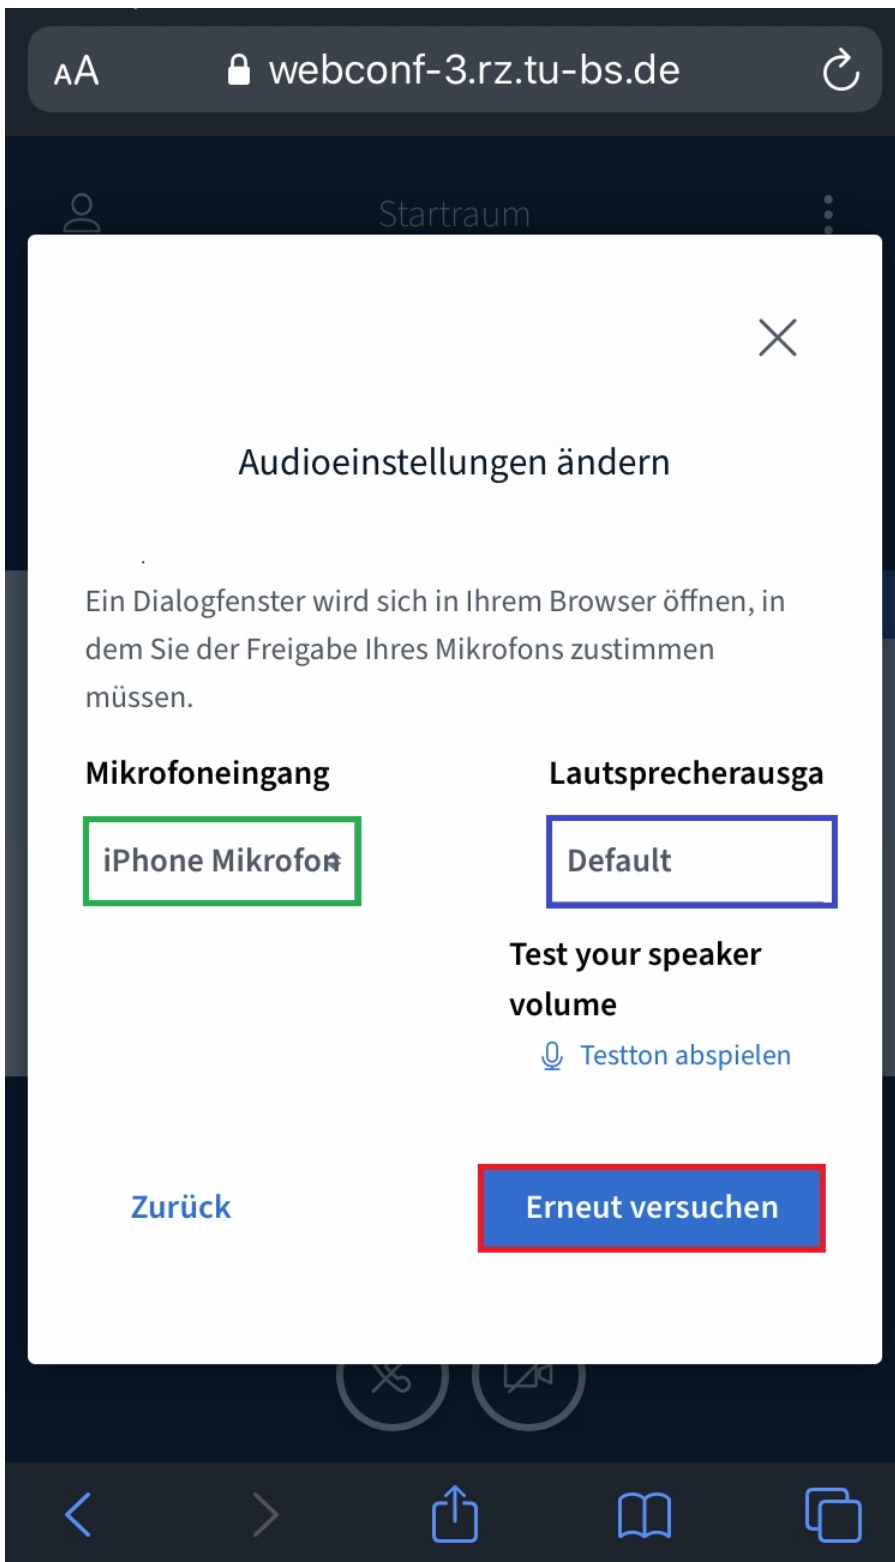 AA webconf-3.rz.tu-bs.de
Startraum
Audioeinstellungen ändern
Ein Dialogfenster wird sich in Ihrem Browser öffnen, in
dem Sie der Freigabe Ihres Mikrofons zustimmen
müssen.
Mikrofoneingang Lautsprecherausga
iPhone Mikrofon Default
Test your speaker
volume
Testton abspielen
Zurück Erneut versuchen